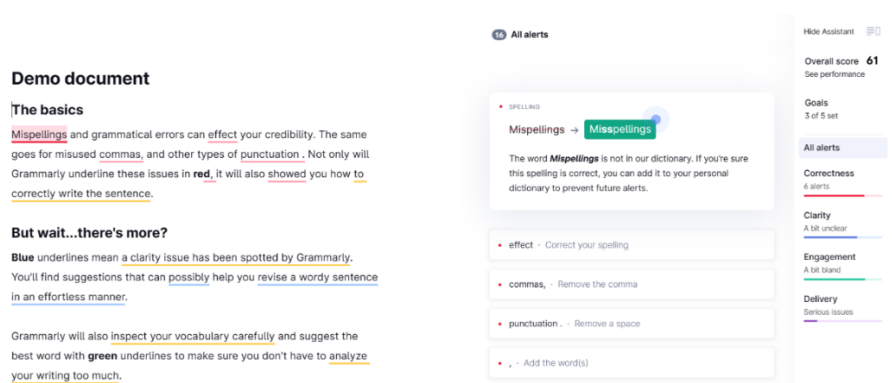 Demo document
The basics
Mispellings and grammatical errors can effect your credibility. The same
goes for misused commas, and other types of punctuation . Not only will
Grammarly underline these issues in red, it will also showed you how to
correctly write the sentence.
But wait...there's more?
Blue underlines mean a clarity issue has been spotted by Grammarly.
You'll find suggestions that can possibly help you revise a wordy sentence
in an effortless manner.
Grammarly will also inspect your vocabulary carefully and suggest the
best word with green underlines to make sure you don't have to analyze
your writing too much.
16 All alerts
SPELLING
Mispellings → Misspellings
The word Mispellings is not in our dictionary. If you're sure
this spelling is correct, you can add it to your personal
dictionary to prevent future alerts.
effect · Correct your spelling
commas, · Remove the comma
punctuation . · Remove a space
, · Add the word(s)
Hide Assistant
Overall score 61
See performance
Goals
3 of 5 set
All alerts
Correctness
6 alerts
Clarity
A bit unclear
Engagement
A bit bland
Delivery
Serious issues